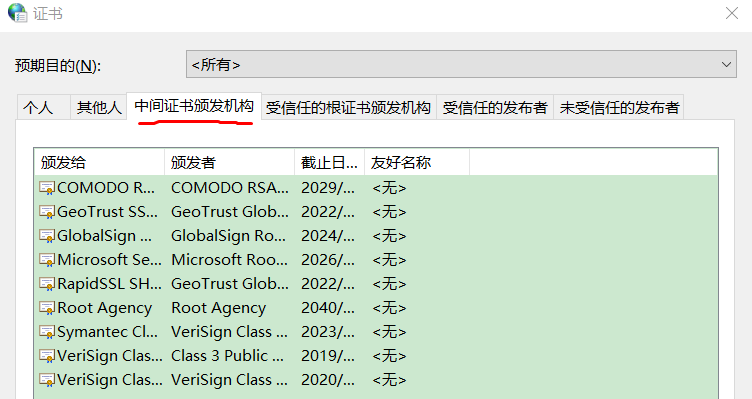 证书
预期目的(N): <所有>
个人 其他人 中间证书颁发机构 受信任的根证书颁发机构 受信任的发布者 未受信任的发布者
颁发给 颁发者 截止日... 友好名称
COMODO R... COMODO RSA... 2029/... <无>
GeoTrust SS... GeoTrust Glob... 2022/... <无>
GlobalSign ... GlobalSign Ro... 2024/... <无>
Microsoft Se... Microsoft Roo... 2026/... <无>
RapidSSL SH... GeoTrust Glob... 2022/... <无>
Root Agency Root Agency 2040/... <无>
Symantec Cl... VeriSign Class ... 2023/... <无>
VeriSign Clas... Class 3 Public ... 2019/... <无>
VeriSign Clas... VeriSign Class ... 2020/... <无>